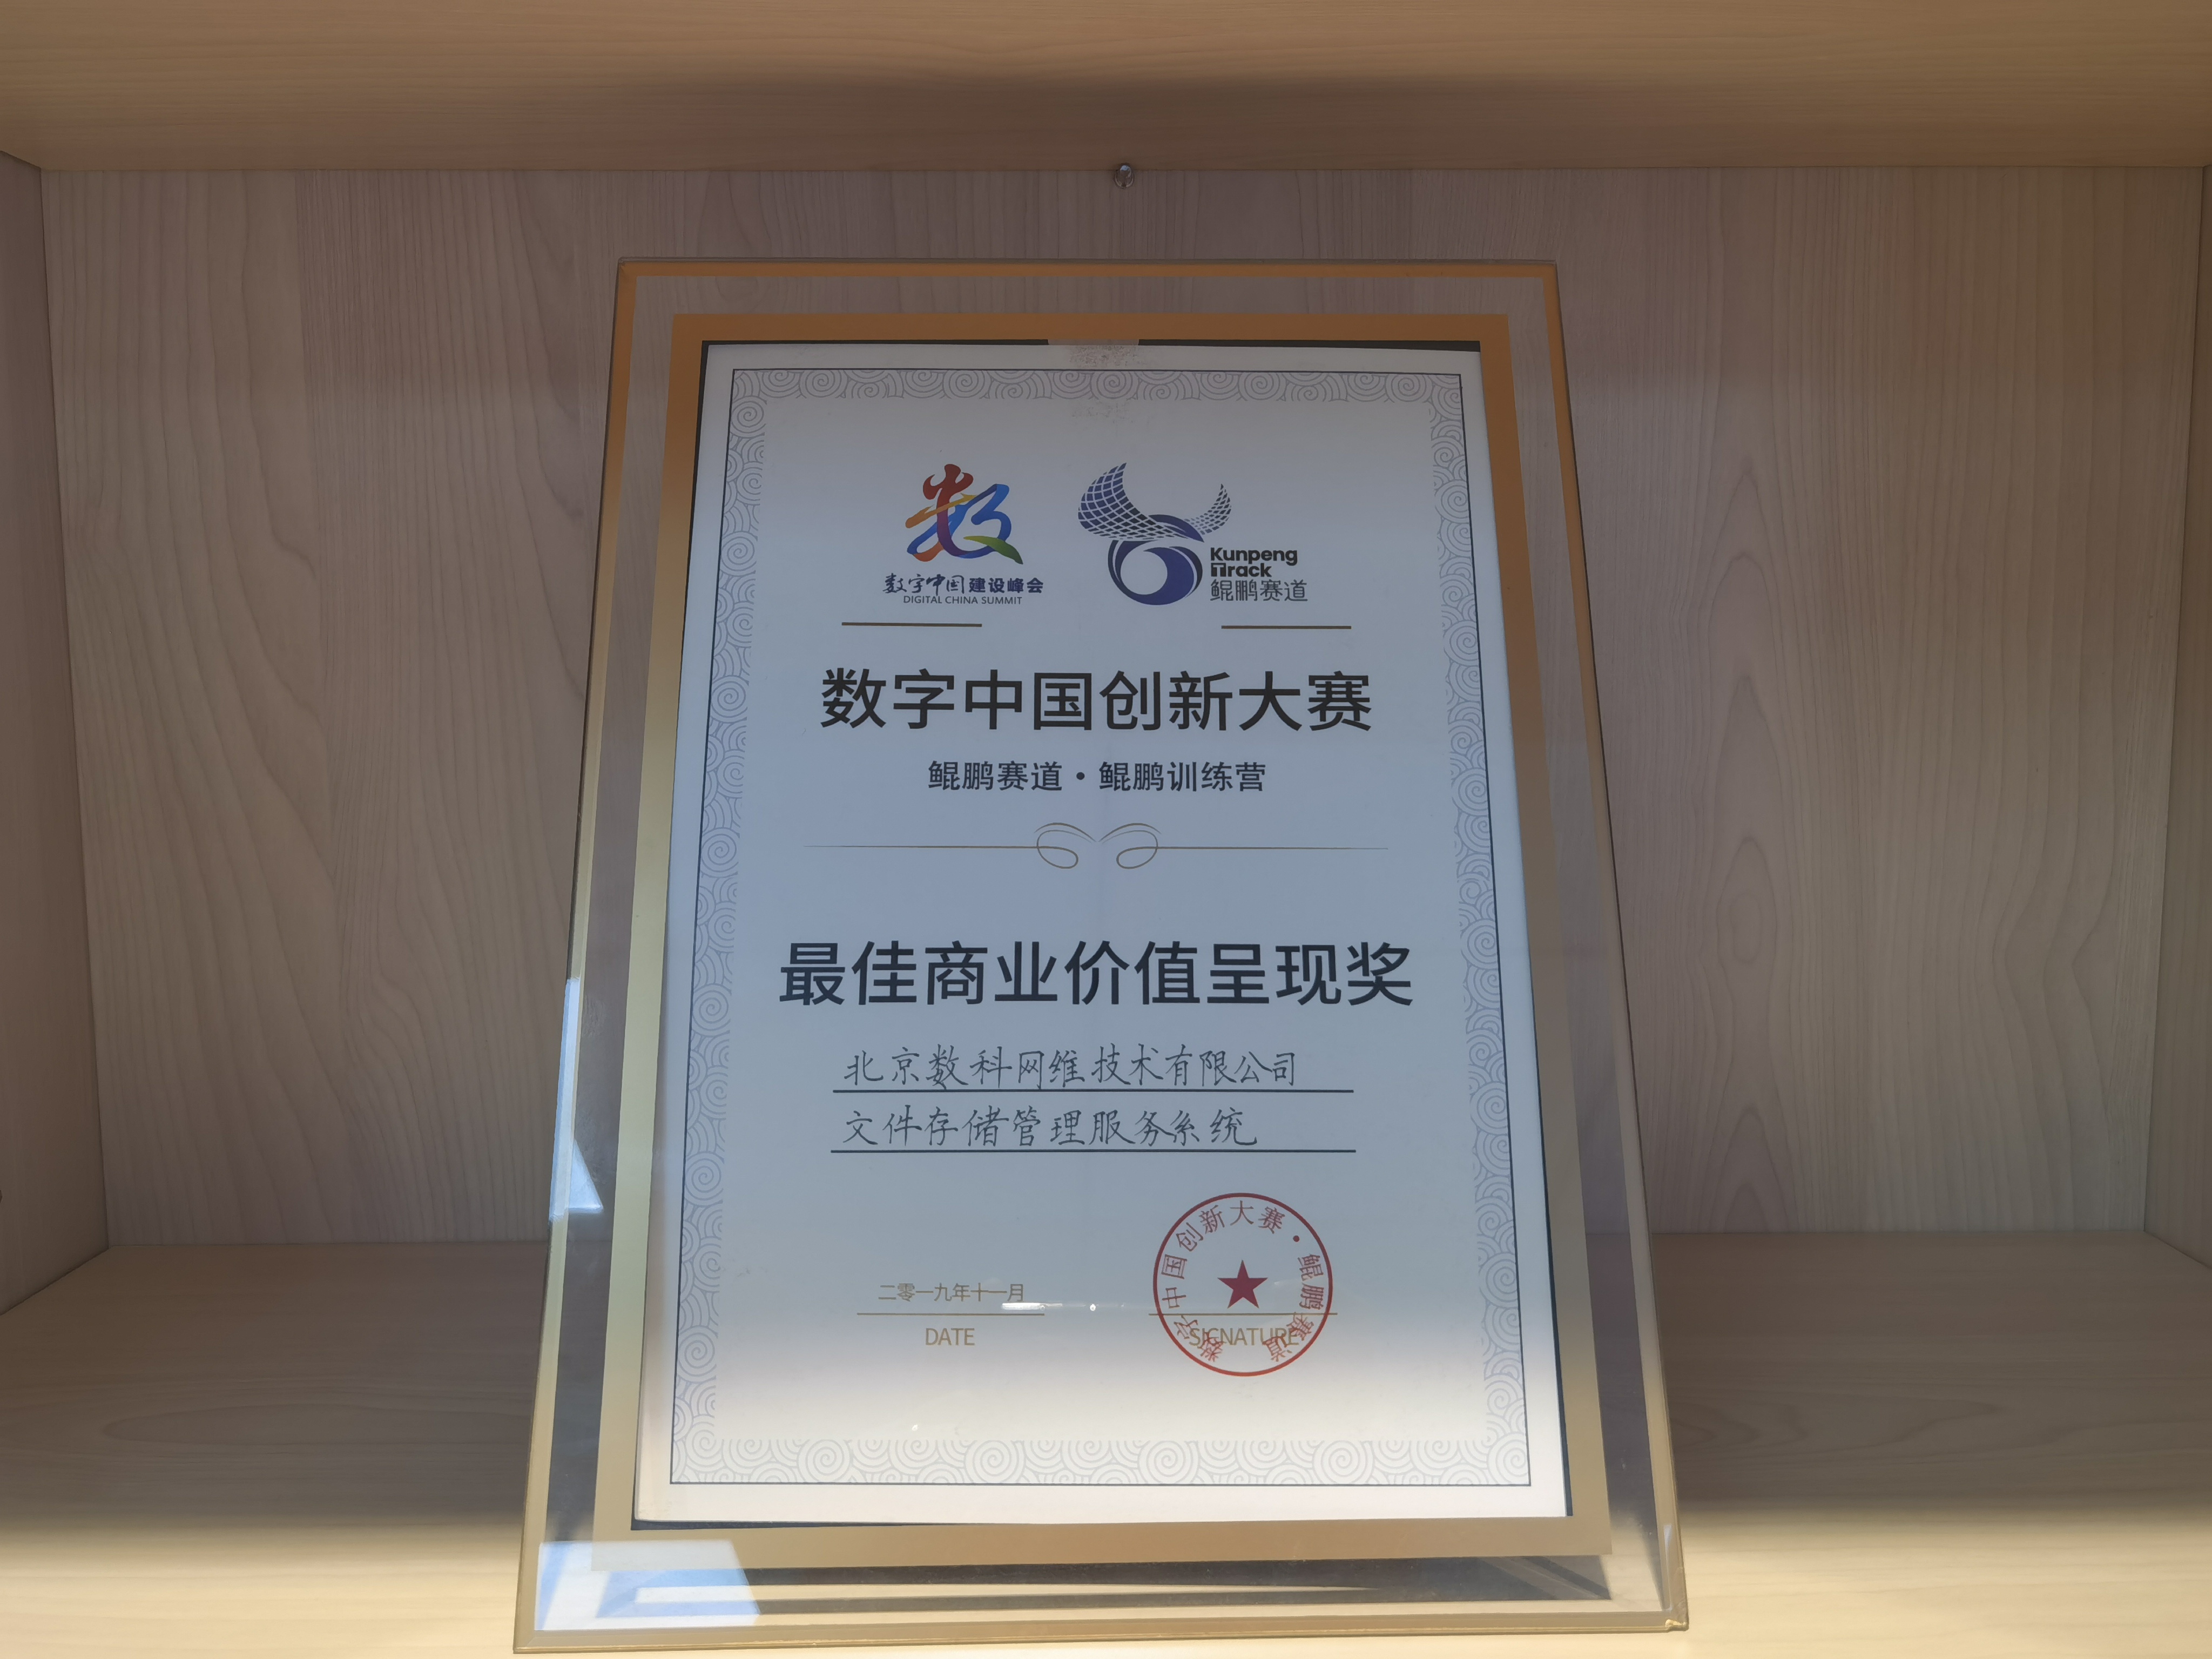 数
数字中国建设峰会
DIGITAL CHINA SUMMIT
Kunpeng
Track
鲲鹏赛道
数字中国创新大赛
鲲鹏赛道·鲲鹏训练营
最佳商业价值呈现奖
北京数科网维技术有限公司
文件存储管理服务系统
二零一九年十一月
DATE
SIGNATURE
数字中国创新大赛·鲲鹏赛道